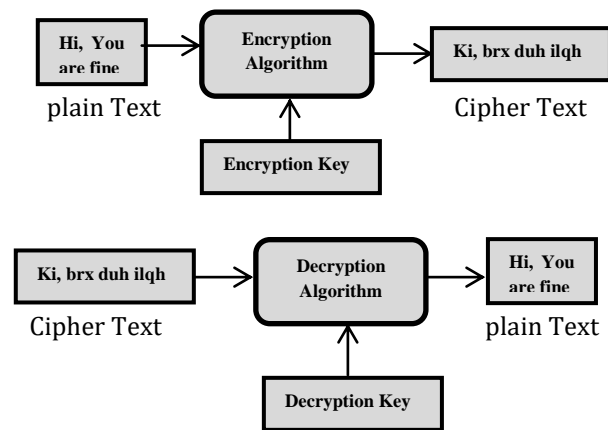 Hi, You
are fine
plain Text
Encryption
Algorithm
Ki, brx duh ilqh
Cipher Text
Encryption Key
Ki, brx duh ilqh
Cipher Text
Decryption
Algorithm
Hi, You
are fine
plain Text
Decryption Key